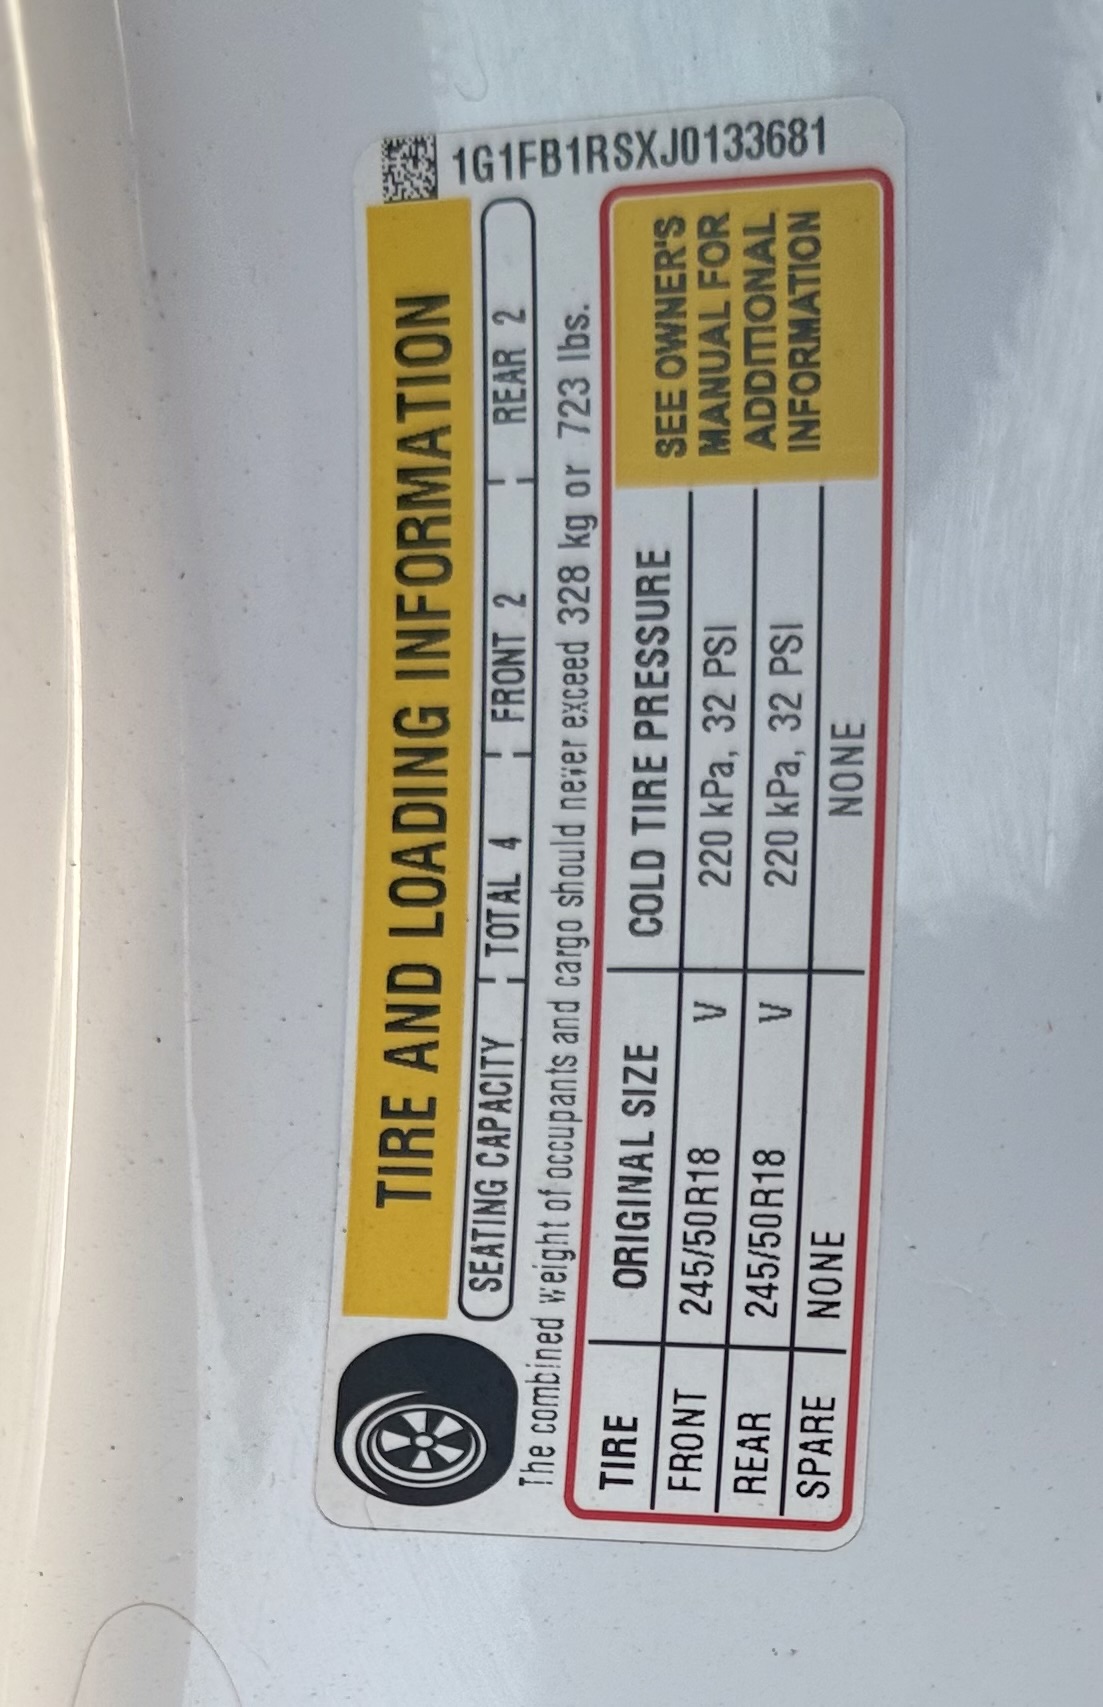 TIRE AND LOADING INFORMATION
SEATING CAPACITY TOTAL 4 FRONT 2 REAR 2
1G1FB1RSXJ0133681
The combined weight of occupants and cargo should never exceed 328 kg or 723 lbs.
TIRE ORIGINAL SIZE COLD TIRE PRESSURE
FRONT 245/50R18 V 220 kPa, 32 PSI
REAR 245/50R18 V 220 kPa, 32 PSI
SPARE NONE NONE
SEE OWNER'S
MANUAL FOR
ADDITIONAL
INFORMATION